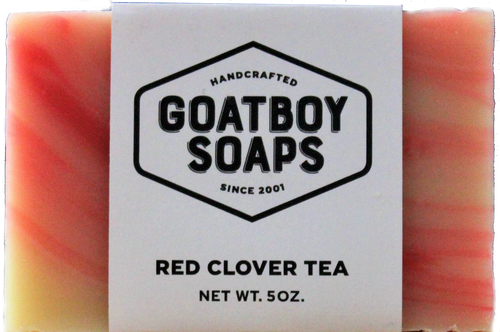 HANDCRAFTED
GOATBOY
SOAPS
SINCE 2001
RED CLOVER TEA
NET WT. 5OZ.